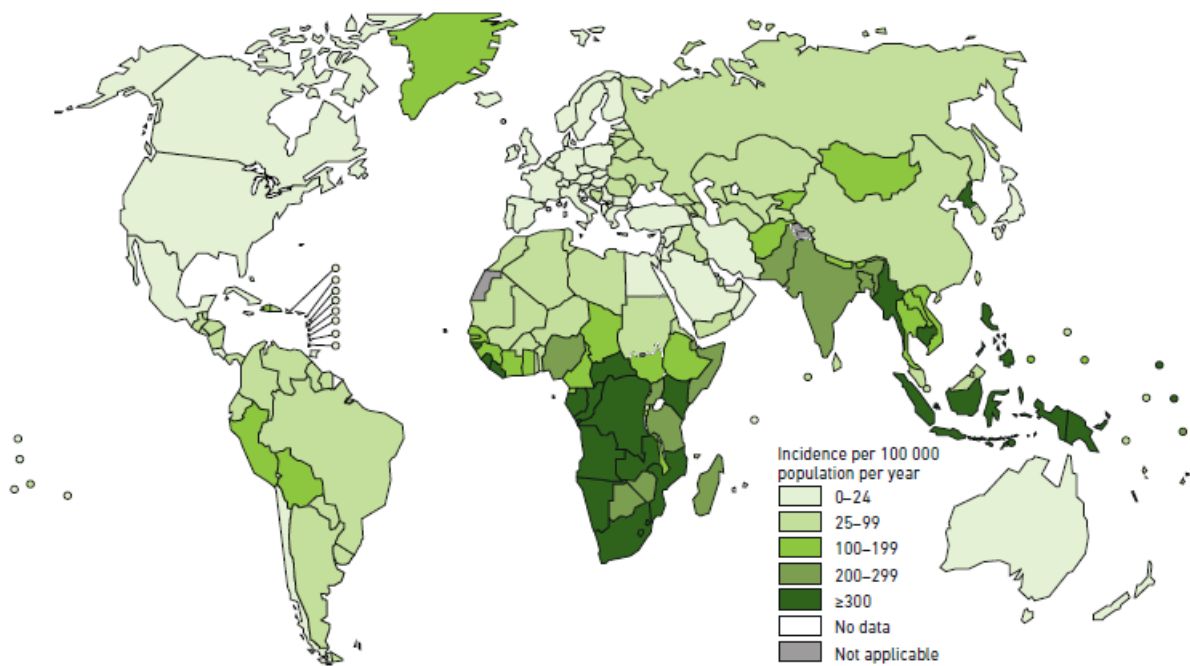 Incidence per 100 000
population per year
0–24
25–99
100–199
200–299
≥300
No data
Not applicable